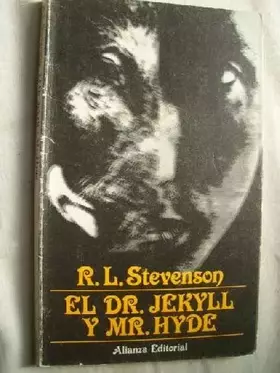 R. L. Stevenson
EL DR. JEKYLL
Y MR. HYDE
Alianza Editorial